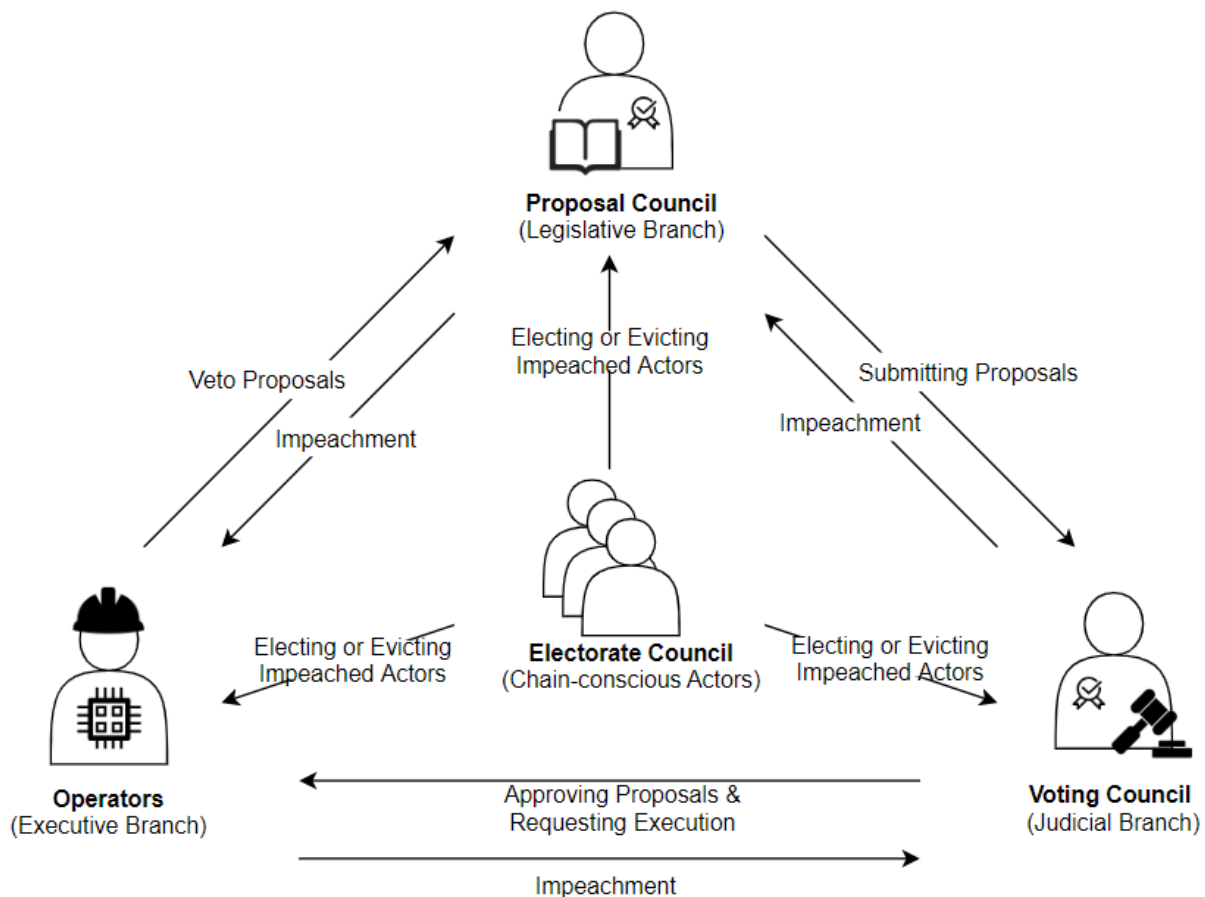 Proposal Council
(Legislative Branch)
Electing or Evicting
Impeached Actors
Veto Proposals
Submitting Proposals
Impeachment
Impeachment
Electing or Evicting
Impeached Actors
Electorate Council
(Chain-conscious Actors)
Electing or Evicting
Impeached Actors
Operators
(Executive Branch)
Approving Proposals &
Requesting Execution
Voting Council
(Judicial Branch)
Impeachment